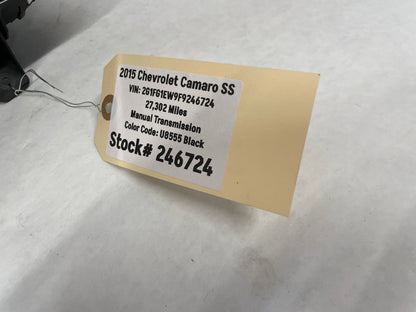 2015 Chevrolet Camaro SS
VIN: 2G1FG1EW9F9246724
27,302 Miles
Manual Transmission
Color Code: U8555 Black
Stock# 246724